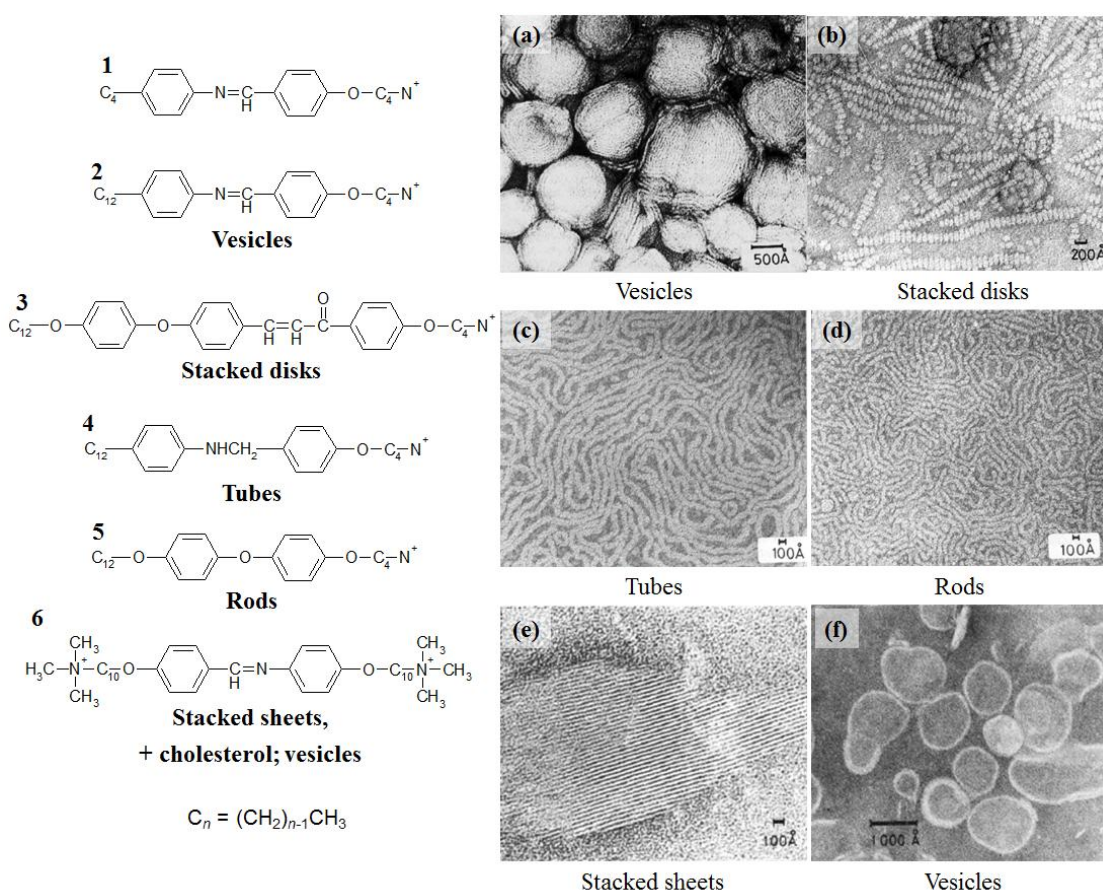 1
C4 N=C H O-C4-N+
2
C12 N=C H O-C4-N+
Vesicles
3
C12-O O C=C H H C O O-C4-N+
Stacked disks
4
C12 NHCH2 O-C4-N+
Tubes
5
C12-O O O-C4-N+
Rods
6
H3C-N+ CH3 CH3 C10 O C=N H O C10 N+ CH3 CH3 CH3
Stacked sheets,
+ cholesterol; vesicles
Cn = (CH2)n-1CH3
(a)
500Å
Vesicles
(b)
200Å
Stacked disks
(c)
100Å
Tubes
(d)
100Å
Rods
(e)
100Å
Stacked sheets
(f)
1000Å
Vesicles